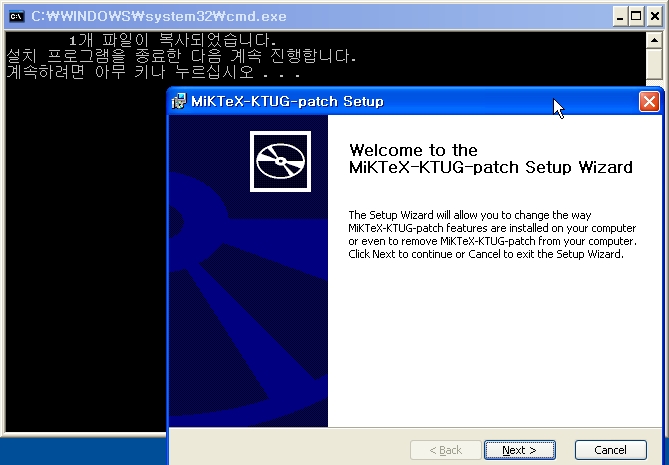 C:\WINDOWS\system32\cmd.exe
1개 파일이 복사되었습니다.
설치 프로그램을 종료한 다음 계속 진행합니다.
계속하려면 아무 키나 누르십시오 . . .
MiKTeX-KTUG-patch Setup
Welcome to the
MiKTeX-KTUG-patch Setup Wizard
The Setup Wizard will allow you to change the way
MiKTeX-KTUG-patch features are installed on your computer
or even to remove MiKTeX-KTUG-patch from your computer.
Click Next to continue or Cancel to exit the Setup Wizard.
< Back
Next >
Cancel